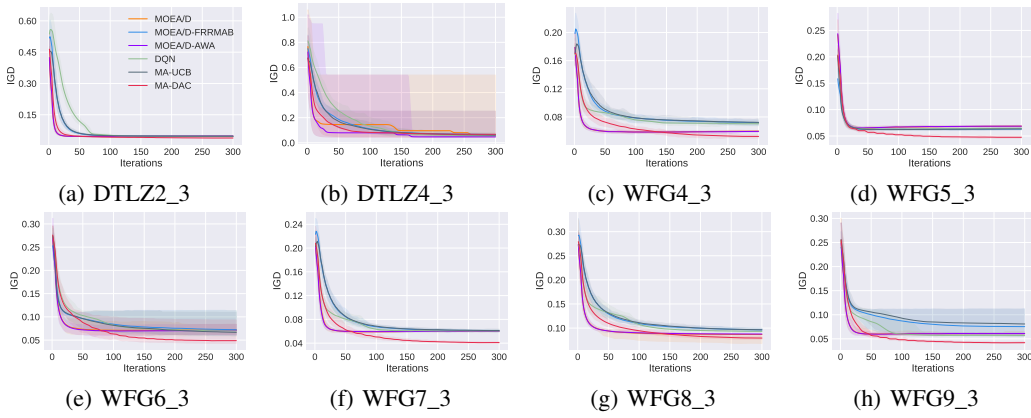 0.60
0.45
0.30
0.15
IGD
MOEA/D
MOEA/D-FRRMAB
MOEA/D-AWA
DQN
MA-UCB
MA-DAC
0 50 100 150 200 250 300
Iterations
(a) DTLZ2_3
1.0
0.8
0.6
0.4
0.2
0.0
IGD
0 50 100 150 200 250 300
Iterations
(b) DTLZ4_3
0.20
0.16
0.12
0.08
IGD
0 50 100 150 200 250 300
Iterations
(c) WFG4_3
0.25
0.20
0.15
0.10
0.05
IGD
0 50 100 150 200 250 300
Iterations
(d) WFG5_3
0.30
0.25
0.20
0.15
0.10
0.05
IGD
0 50 100 150 200 250 300
Iterations
(e) WFG6_3
0.24
0.20
0.16
0.12
0.08
0.04
IGD
0 50 100 150 200 250 300
Iterations
(f) WFG7_3
0.30
0.25
0.20
0.15
0.10
IGD
0 50 100 150 200 250 300
Iterations
(g) WFG8_3
0.30
0.25
0.20
0.15
0.10
0.05
IGD
0 50 100 150 200 250 300
Iterations
(h) WFG9_3